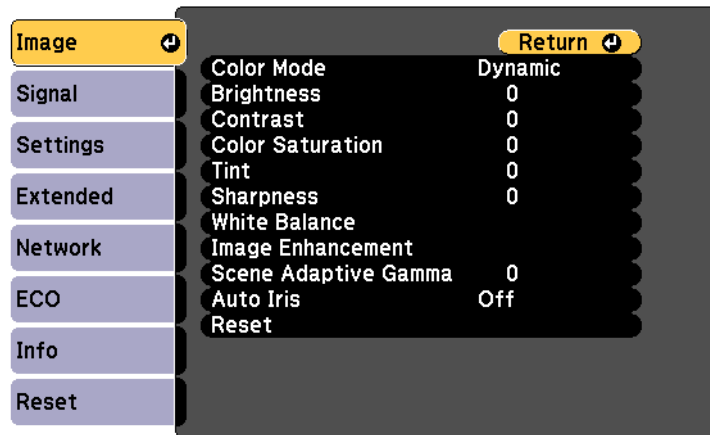 Image
Signal
Settings
Extended
Network
ECO
Info
Reset
Return
Color Mode Dynamic
Brightness 0
Contrast 0
Color Saturation 0
Tint 0
Sharpness 0
White Balance
Image Enhancement
Scene Adaptive Gamma 0
Auto Iris Off
Reset